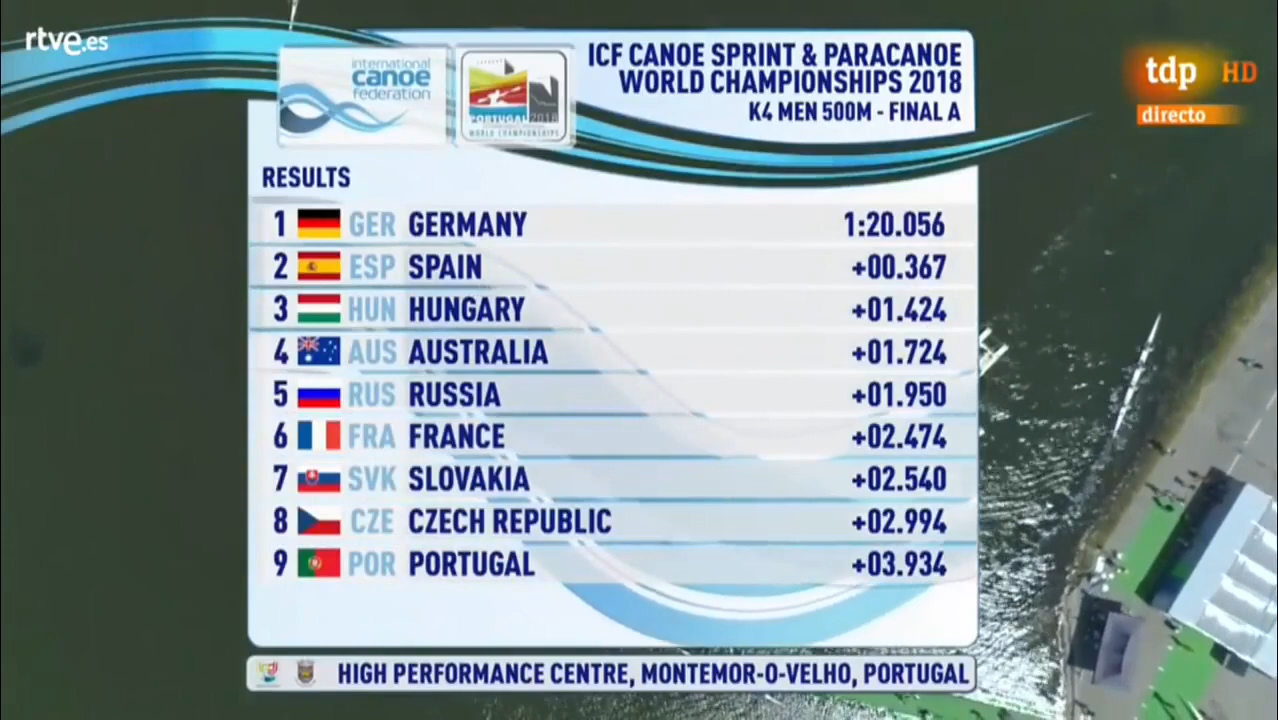 rtve.es
international
canoe
federation
PORTUGAL 2018
WORLD CHAMPIONSHIPS
ICF CANOE SPRINT & PARACANOE
WORLD CHAMPIONSHIPS 2018
K4 MEN 500M - FINAL A
tdp HD
directo
RESULTS
1 GER GERMANY 1:20.056
2 ESP SPAIN +00.367
3 HUN HUNGARY +01.424
4 AUS AUSTRALIA +01.724
5 RUS RUSSIA +01.950
6 FRA FRANCE +02.474
7 SVK SLOVAKIA +02.540
8 CZE CZECH REPUBLIC +02.994
9 POR PORTUGAL +03.934
HIGH PERFORMANCE CENTRE, MONTEMOR-O-VELHO, PORTUGAL